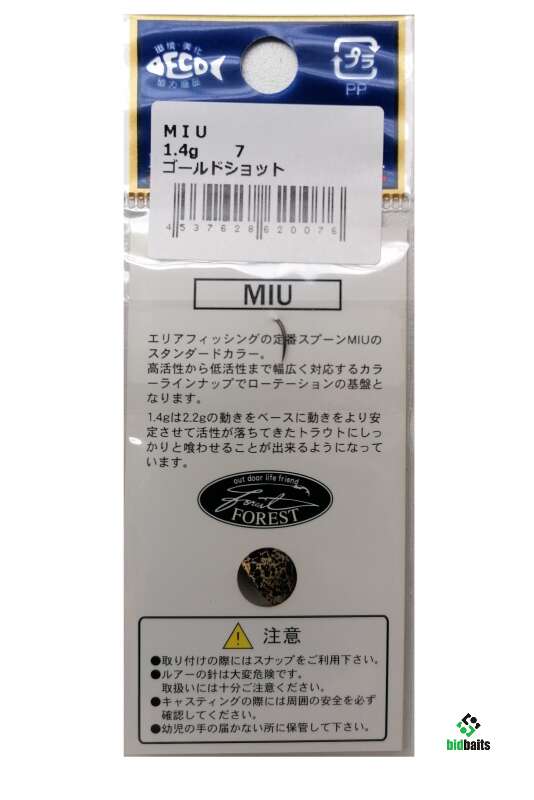 環境・美化
ECO
協力商品
プラ
PP
MIU
1.4g 7
ゴールドショット
4537628620076
MIU
エリアフィッシングの定番スプーンMIUの
スタンダードカラー。
高活性から低活性まで幅広く対応するカラ
ーラインナップでローテーションの基盤と
なります。
1.4gは2.2gの動きをベースに動きをより安
定させて活性が落ちてきたトラウトにしっ
かりと喰わせることが出来るようになって
います。
out door life friend
Forest
FOREST
注意
●取り付けの際にはスナップをご利用下さい。
●ルアーの針は大変危険です。
取扱いには十分ご注意ください。
●キャスティングの際には周囲の安全を必ず
確認してください。
●幼児の手の届かない所に保管して下さい。
bidbaits